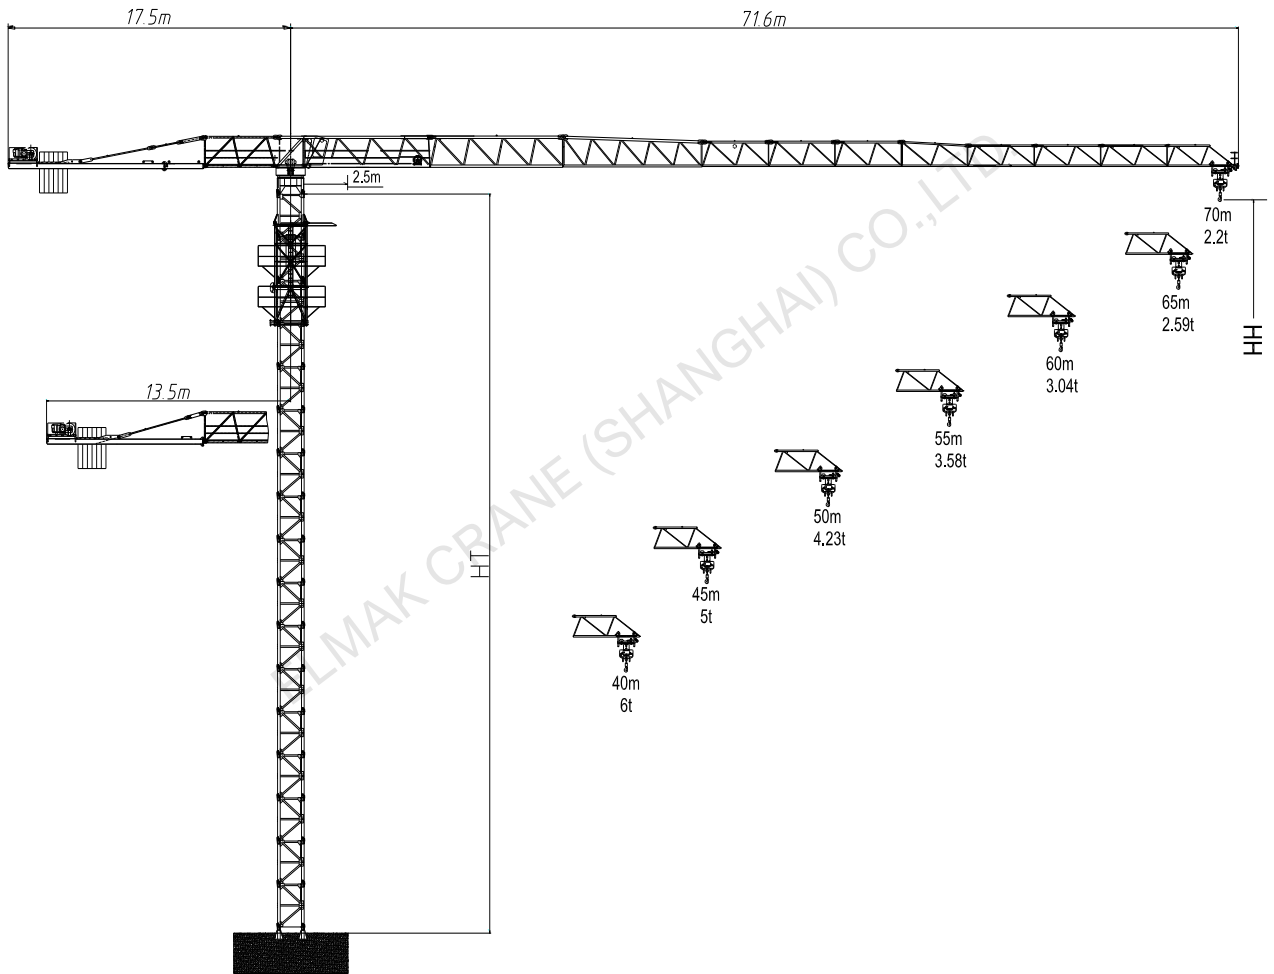 17.5m
71.6m
2.5m
70m
2.2t
65m
2.59t
HH
60m
3.04t
13.5m
55m
3.58t
50m
4.23t
HT
45m
5t
40m
6t
ELMAK CRANE (SHANGHAI) CO.,LTD